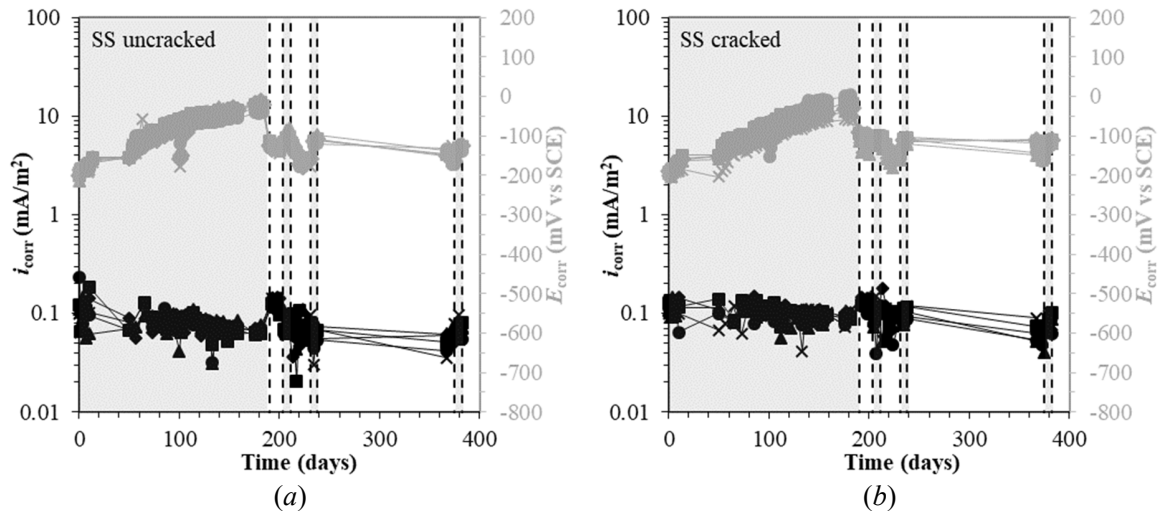 SS uncracked
100
10
1
0.1
0.01
i_corr (mA/m²)
200
100
0
-100
-200
-300
-400
-500
-600
-700
-800
E_corr (mV vs SCE)
0 100 200 300 400
Time (days)
(a)
SS cracked
100
10
1
0.1
0.01
i_corr (mA/m²)
200
100
0
-100
-200
-300
-400
-500
-600
-700
-800
E_corr (mV vs SCE)
0 100 200 300 400
Time (days)
(b)